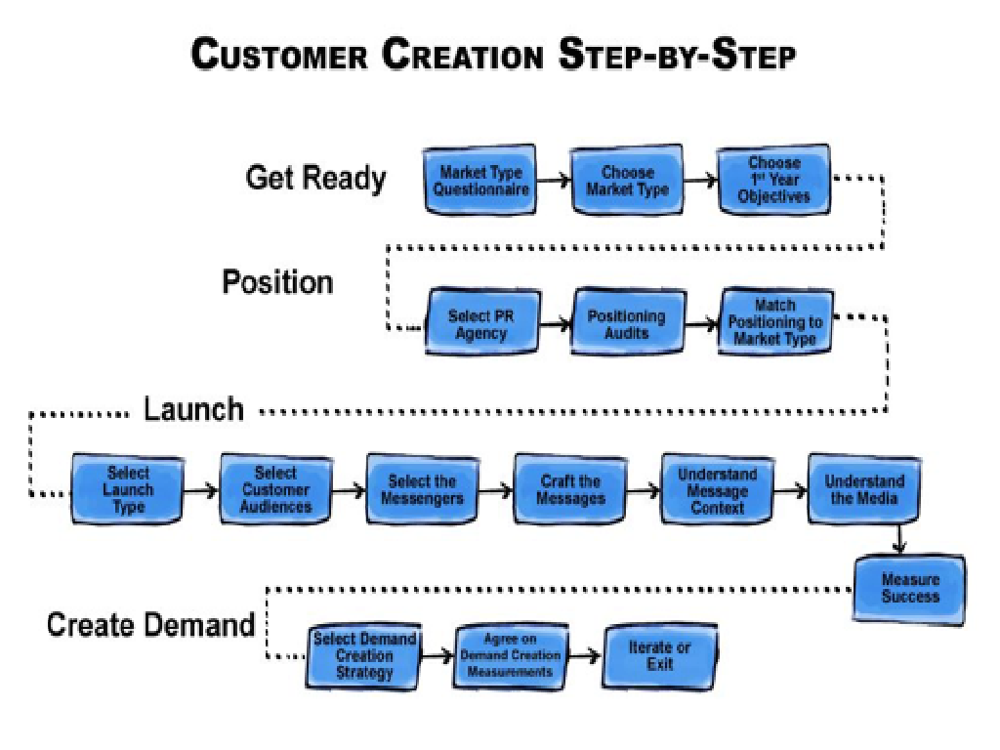 CUSTOMER CREATION STEP-BY-STEP
Get Ready
Market Type
Questionnaire
Choose
Market Type
Choose
1st Year
Objectives
Position
Select PR
Agency
Positioning
Audits
Match
Positioning to
Market Type
Launch
Select
Launch
Type
Select
Customer
Audiences
Select the
Messengers
Craft the
Messages
Understand
Message
Context
Understand
the Media
Measure
Success
Create Demand
Select Demand
Creation
Strategy
Agree on
Demand Creation
Measurements
Iterate or
Exit